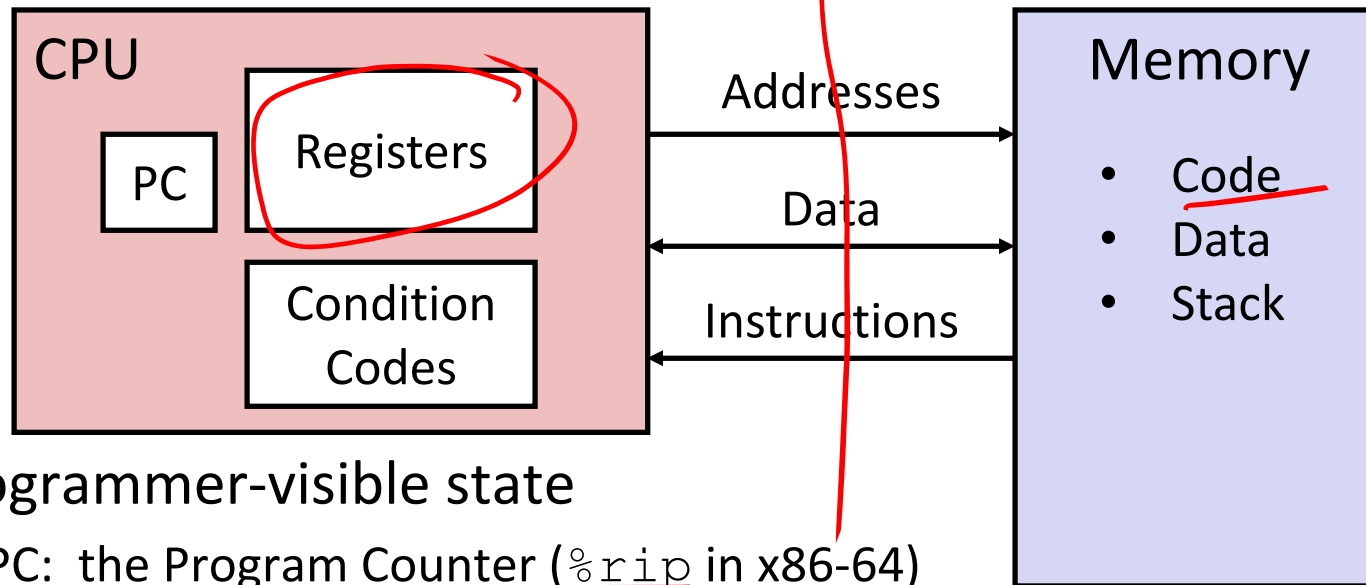 CPU
Registers
PC
Condition
Codes
Addresses
Data
Instructions
Memory
• Code
• Data
• Stack
ogrammer-visible state
PC: the Program Counter (%rip in x86-64)